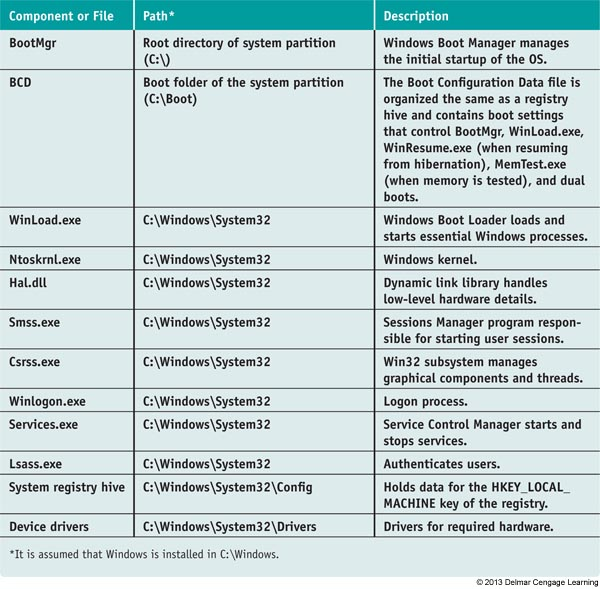 Component or File Path* Description
BootMgr Root directory of system partition Windows Boot Manager manages
(C:\) the initial startup of the OS.
BCD Boot folder of the system partition The Boot Configuration Data file is
(C:\Boot) organized the same as a registry
hive and contains boot settings
that control BootMgr, WinLoad.exe,
WinResume.exe (when resuming
from hibernation), MemTest.exe
(when memory is tested), and dual
boots.
WinLoad.exe C:\Windows\System32 Windows Boot Loader loads and
starts essential Windows processes.
Ntoskrnl.exe C:\Windows\System32 Windows kernel.
Hal.dll C:\Windows\System32 Dynamic link library handles
low-level hardware details.
Smss.exe C:\Windows\System32 Sessions Manager program respon-
sible for starting user sessions.
Csrss.exe C:\Windows\System32 Win32 subsystem manages
graphical components and threads.
Winlogon.exe C:\Windows\System32 Logon process.
Services.exe C:\Windows\System32 Service Control Manager starts and
stops services.
Lsass.exe C:\Windows\System32 Authenticates users.
System registry hive C:\Windows\System32\Config Holds data for the HKEY_LOCAL_
MACHINE key of the registry.
Device drivers C:\Windows\System32\Drivers Drivers for required hardware.
*It is assumed that Windows is installed in C:\Windows.
© 2013 Delmar Cengage Learning